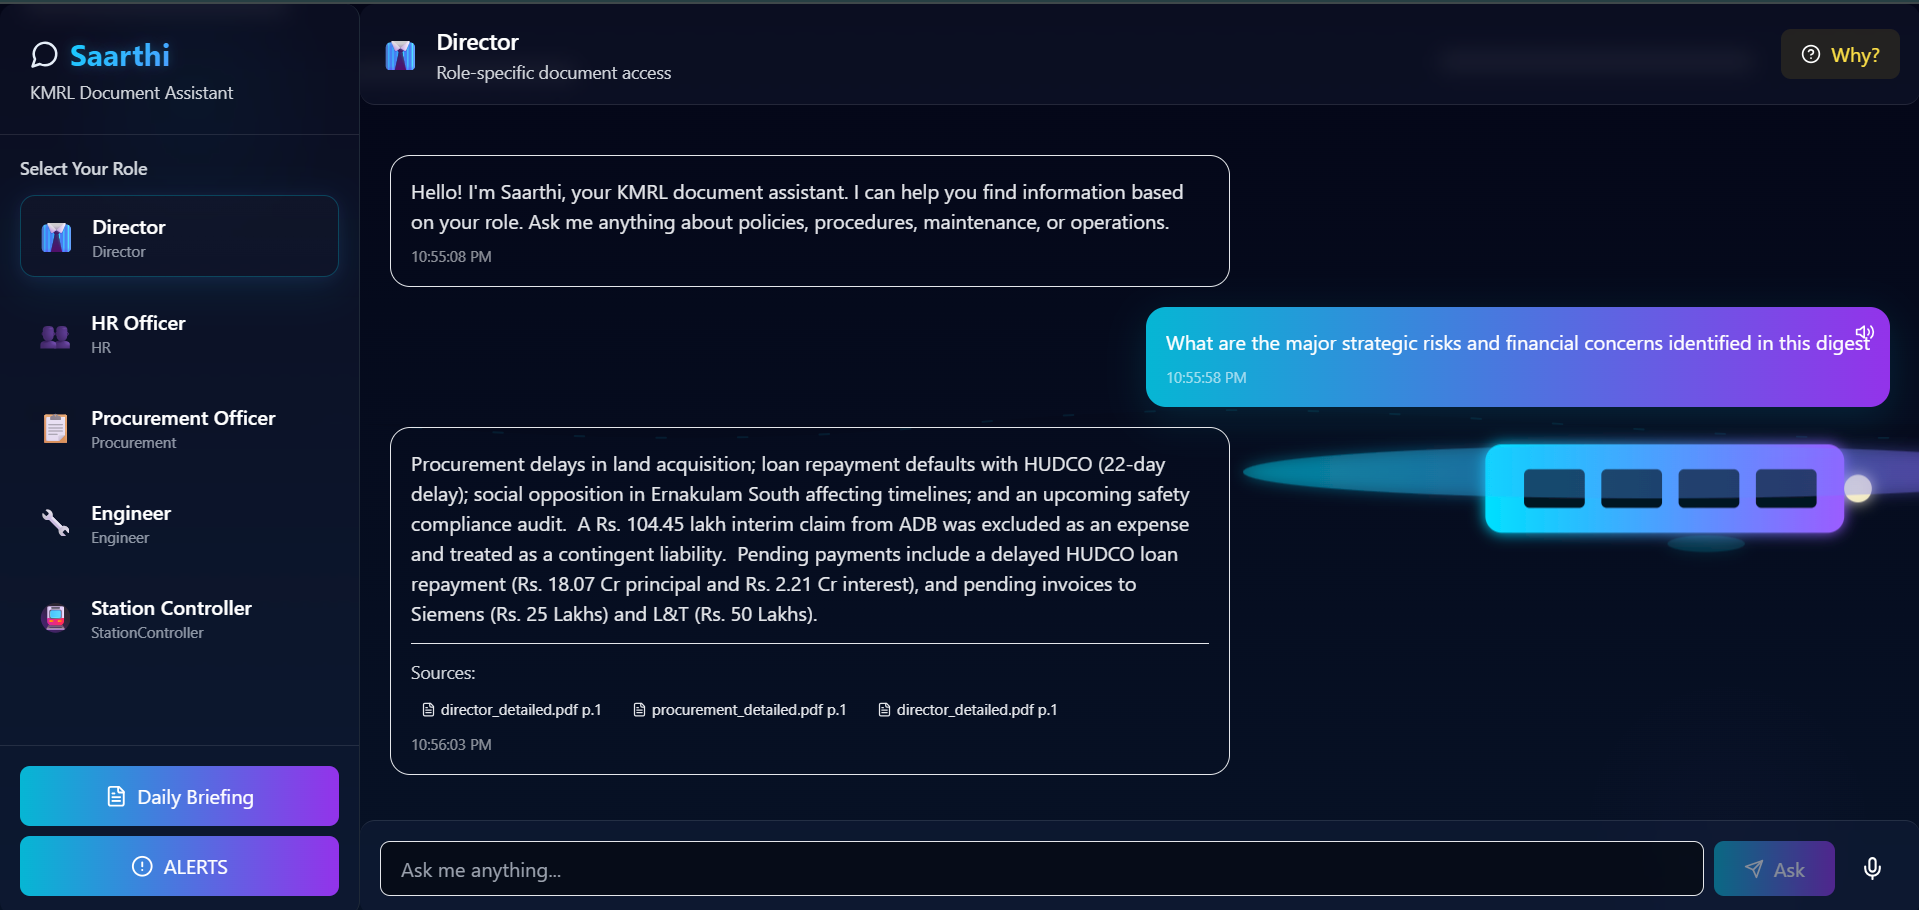 Saarthi
KMRL Document Assistant
Select Your Role
Director
Director
HR Officer
HR
Procurement Officer
Procurement
Engineer
Engineer
Station Controller
StationController
Daily Briefing
ALERTS
Director
Role-specific document access
Why?
Hello! I'm Saarthi, your KMRL document assistant. I can help you find information based
on your role. Ask me anything about policies, procedures, maintenance, or operations.
10:55:08 PM
What are the major strategic risks and financial concerns identified in this digest
10:55:58 PM
Procurement delays in land acquisition; loan repayment defaults with HUDCO (22-day
delay); social opposition in Ernakulam South affecting timelines; and an upcoming safety
compliance audit.  A Rs. 104.45 lakh interim claim from ADB was excluded as an expense
and treated as a contingent liability.  Pending payments include a delayed HUDCO loan
repayment (Rs. 18.07 Cr principal and Rs. 2.21 Cr interest), and pending invoices to
Siemens (Rs. 25 Lakhs) and L&T (Rs. 50 Lakhs).
Sources:
director_detailed.pdf p.1 procurement_detailed.pdf p.1 director_detailed.pdf p.1
10:56:03 PM
Ask me anything...
Ask